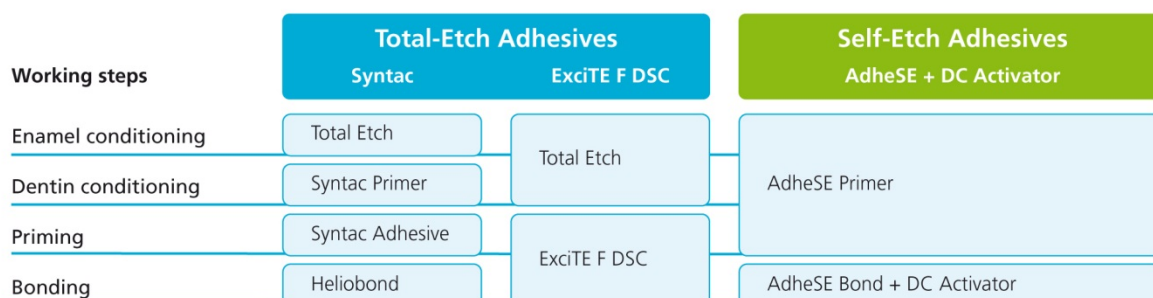 Total-Etch Adhesives Self-Etch Adhesives
Working steps Syntac ExciTE F DSC AdheSE + DC Activator
Enamel conditioning Total Etch
Total Etch
Dentin conditioning Syntac Primer AdheSE Primer
Priming Syntac Adhesive
ExciTE F DSC
Bonding Heliobond AdheSE Bond + DC Activator